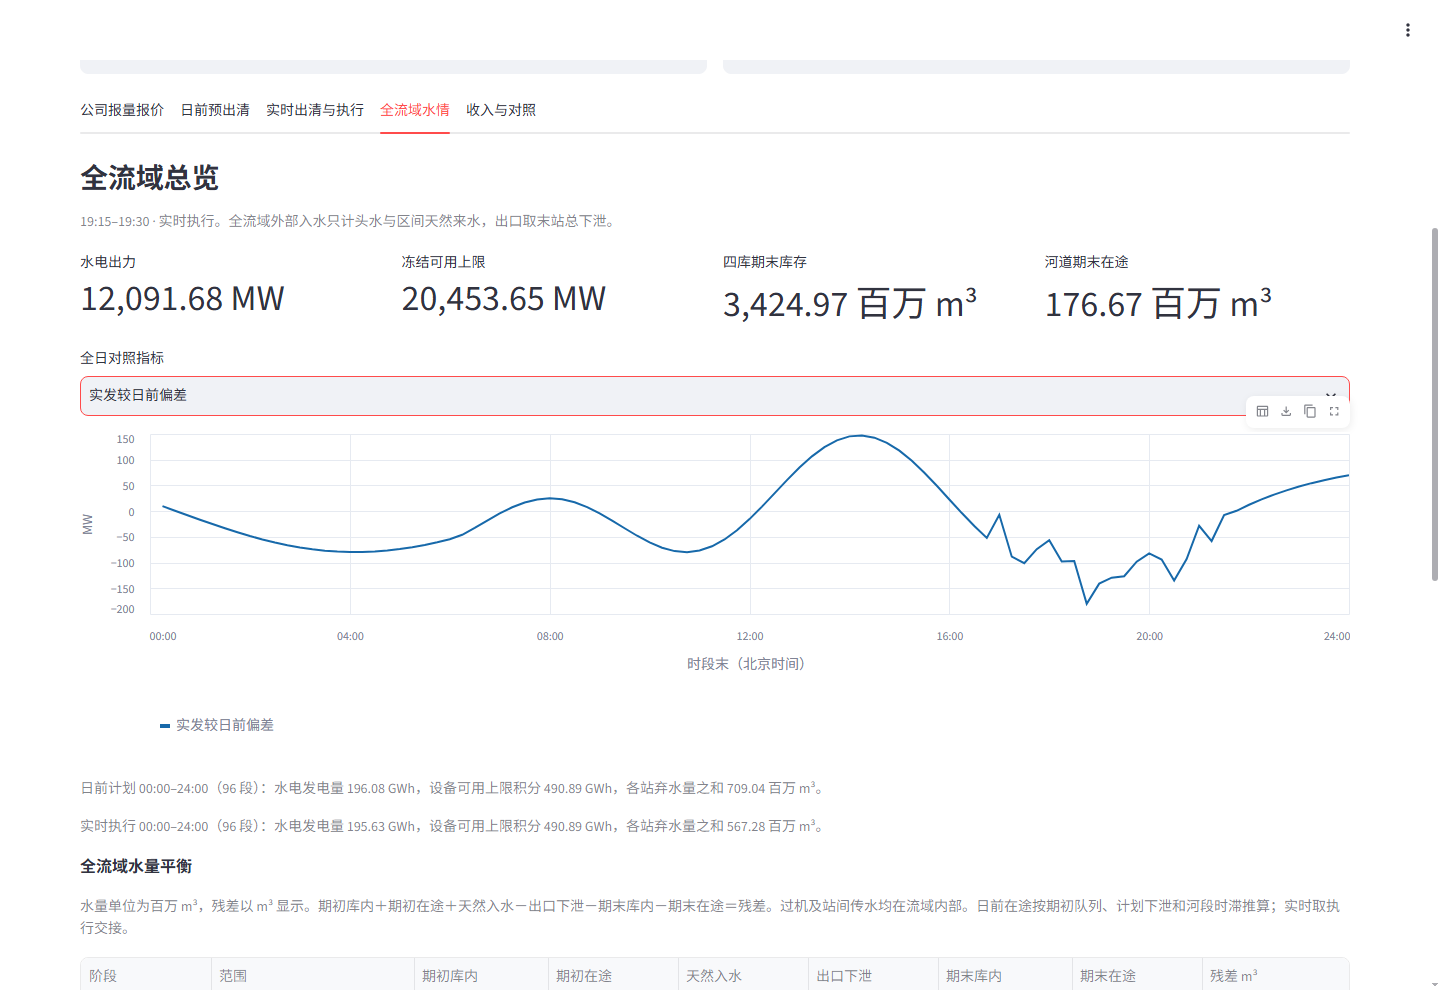 公司报量报价 日前预出清 实时出清与执行 全流域水情 收入与对照
全流域总览
19:15–19:30 · 实时执行。全流域外部入水只计头水与区间天然来水，出口取末站总下泄。
水电出力 冻结可用上限 四库期末库存 河道期末在途
12,091.68 MW 20,453.65 MW 3,424.97 百万 m³ 176.67 百万 m³
全日对照指标
实发较日前偏差
150
100
50
0
−50
−100
−150
−200
MW
00:00 04:00 08:00 12:00 16:00 20:00 24:00
时段末（北京时间）
实发较日前偏差
日前计划 00:00–24:00（96 段）：水电发电量 196.08 GWh，设备可用上限积分 490.89 GWh，各站弃水量之和 709.04 百万 m³。
实时执行 00:00–24:00（96 段）：水电发电量 195.63 GWh，设备可用上限积分 490.89 GWh，各站弃水量之和 567.28 百万 m³。
全流域水量平衡
水量单位为百万 m³，残差以 m³ 显示。期初库内＋期初在途＋天然入水－出口下泄－期末库内－期末在途＝残差。过机及站间传水均在流域内部。日前在途按期初队列、计划下泄和河段时滞推算；实时取执
行交接。
阶段 范围 期初库内 期初在途 天然入水 出口下泄 期末库内 期末在途 残差 m³